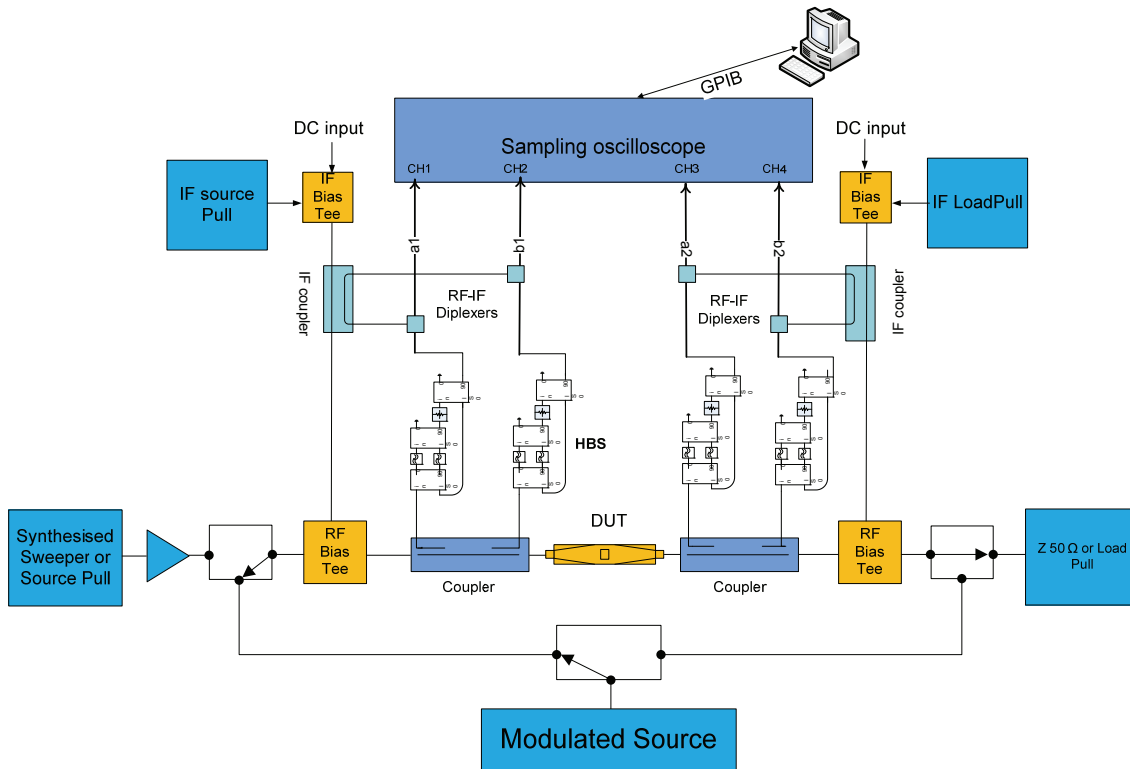 GPIB
Sampling oscilloscope
CH1
CH2
CH3
CH4
DC input
DC input
IF source
Pull
IF
Bias
Tee
IF
Bias
Tee
IF LoadPull
a1
b1
a2
b2
IF coupler
RF-IF
Diplexers
RF-IF
Diplexers
IF coupler
HBS
Synthesised
Sweeper or
Source Pull
RF
Bias
Tee
DUT
RF
Bias
Tee
Z 50 Ω or Load
Pull
Coupler
Coupler
Modulated Source